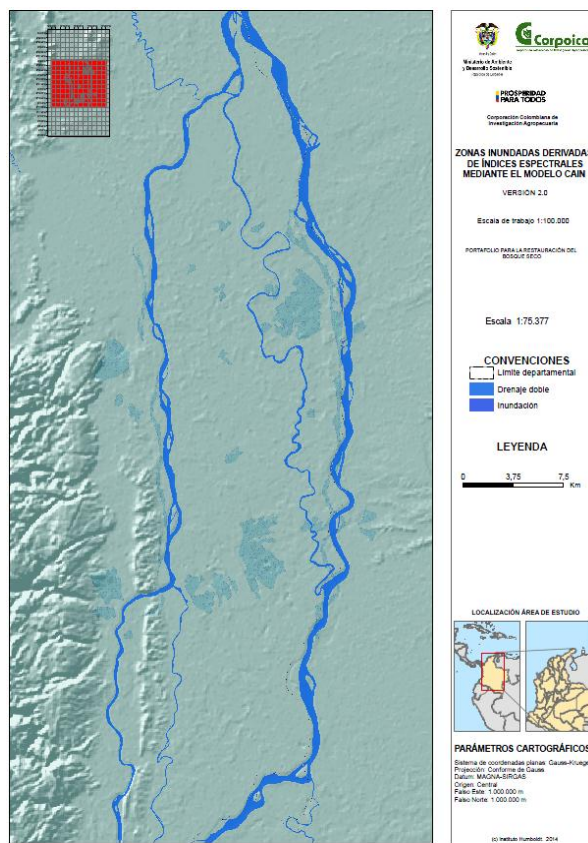 Corpoica
Ministerio de Ambiente
y Desarrollo Sostenible
PROSPERIDAD
PARA TODOS
Corporación Colombiana de
Investigación Agropecuaria
ZONAS INUNDADAS DERIVADA
DE ÍNDICES ESPECTRALES
MEDIANTE EL MODELO CAIN
VERSIÓN 2.0
Escala de trabajo 1:100.000
PORTAFOLIO PARA LA RESTAURACIÓN DEL
BOSQUE SECO
Escala 1:75.377
CONVENCIONES
Límite departamental
Drenaje doble
Inundación
LEYENDA
0 3,75 7,5
Km
LOCALIZACIÓN ÁREA DE ESTUDIO
PARÁMETROS CARTOGRÁFICOS
Sistema de coordenadas planas: Gauss-Kruege
Projección: Conforme de Gauss
Datum: MAGNA-SIRGAS
Origen: Central
Falso Este: 1.000.000 m
Falso Norte: 1.000.000 m
(c) Instituto Humboldt, 2014